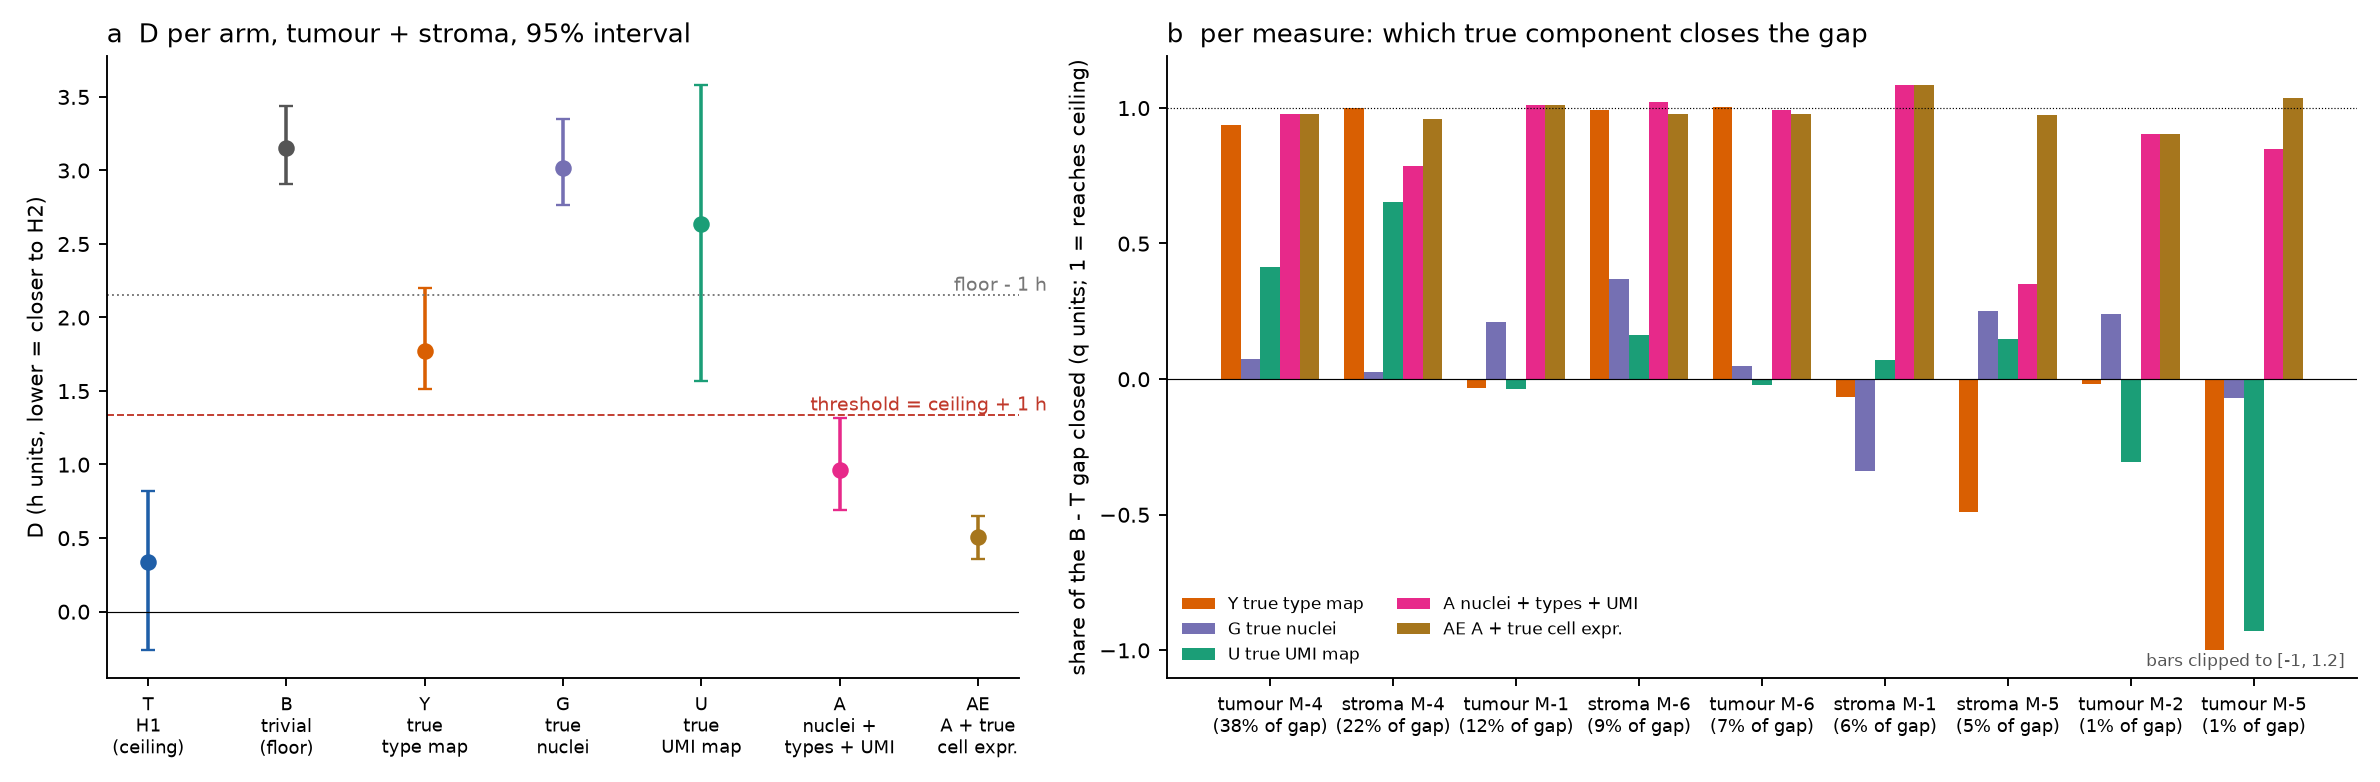 a  D per arm, tumour + stroma, 95% interval
D (h units, lower = closer to H2)
3.5
3.0
2.5
2.0
1.5
1.0
0.5
0.0
floor - 1 h
threshold = ceiling + 1 h
T
H1
(ceiling)
B
trivial
(floor)
Y
true
type map
G
true
nuclei
U
true
UMI map
A
nuclei +
types + UMI
AE
A + true
cell expr.
b  per measure: which true component closes the gap
share of the B - T gap closed (q units; 1 = reaches ceiling)
1.0
0.5
0.0
−0.5
−1.0
Y true type map
G true nuclei
U true UMI map
A nuclei + types + UMI
AE A + true cell expr.
bars clipped to [-1, 1.2]
tumour M-4
(38% of gap)
stroma M-4
(22% of gap)
tumour M-1
(12% of gap)
stroma M-6
(9% of gap)
tumour M-6
(7% of gap)
stroma M-1
(6% of gap)
stroma M-5
(5% of gap)
tumour M-2
(1% of gap)
tumour M-5
(1% of gap)